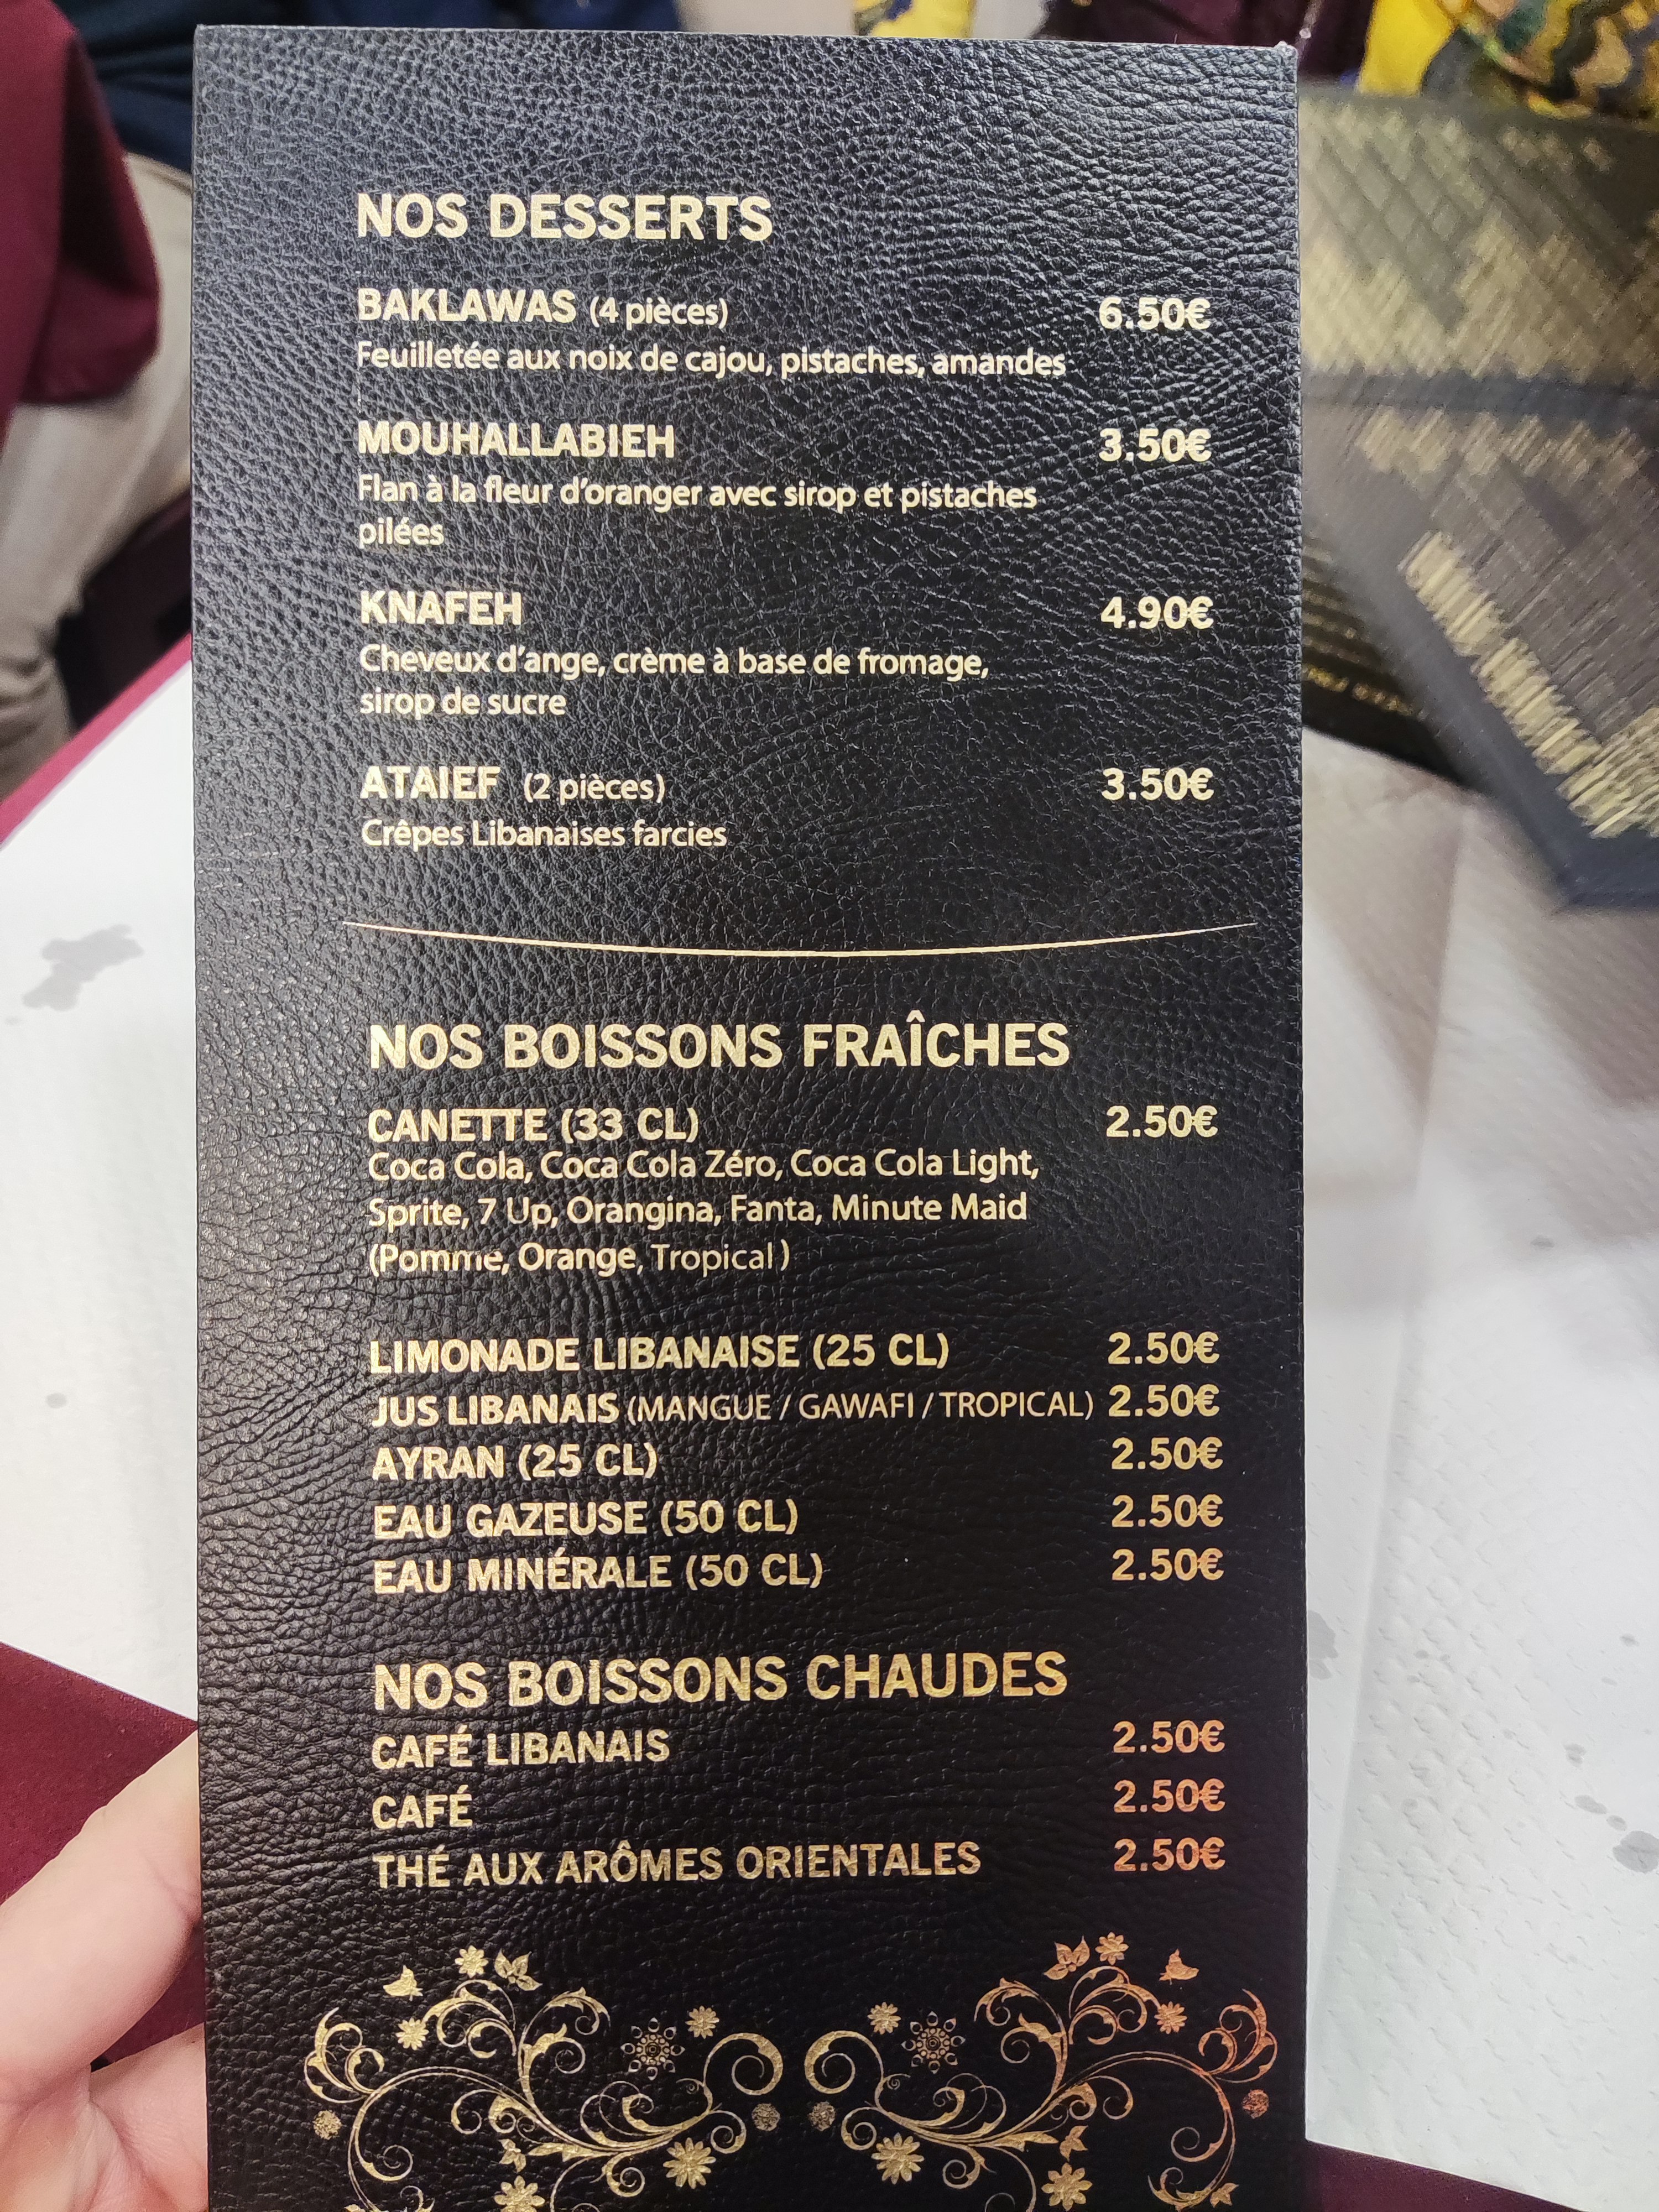 NOS DESSERTS
BAKLAWAS (4 pièces) 6.50€
Feuilletée aux noix de cajou, pistaches, amandes
MOUHALLABIEH 3.50€
Flan à la fleur d'oranger avec sirop et pistaches
pilées
KNAFEH 4.90€
Cheveux d'ange, crème à base de fromage,
sirop de sucre
ATAIEF (2 pièces) 3.50€
Crêpes Libanaises farcies
NOS BOISSONS FRAÎCHES
CANETTE (33 CL) 2.50€
Coca Cola, Coca Cola Zéro, Coca Cola Light,
Sprite, 7 Up, Orangina, Fanta, Minute Maid
(Pomme, Orange, Tropical)
LIMONADE LIBANAISE (25 CL) 2.50€
JUS LIBANAIS (MANGUE / GAWAFI / TROPICAL) 2.50€
AYRAN (25 CL) 2.50€
EAU GAZEUSE (50 CL) 2.50€
EAU MINÉRALE (50 CL) 2.50€
NOS BOISSONS CHAUDES
CAFÉ LIBANAIS 2.50€
CAFÉ 2.50€
THÉ AUX ARÔMES ORIENTALES 2.50€